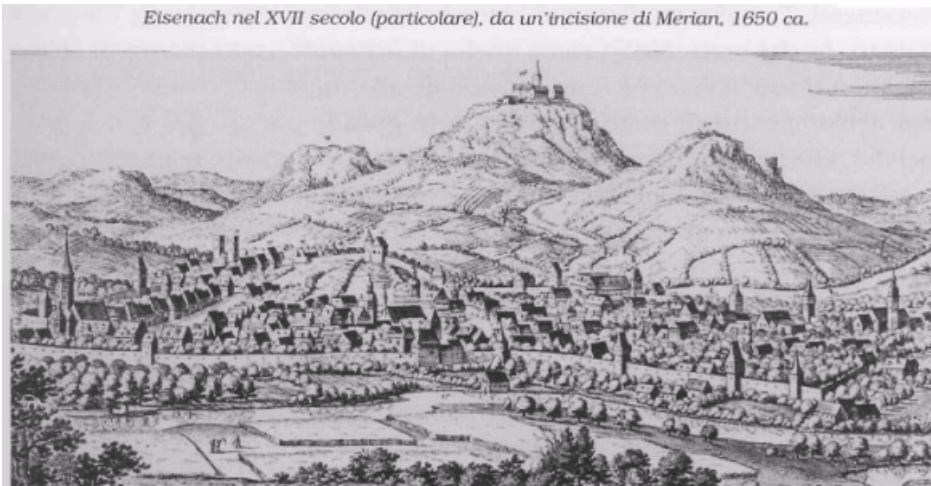 Eisenach nel XVII secolo (particolare), da un'incisione di Merian, 1650 ca.